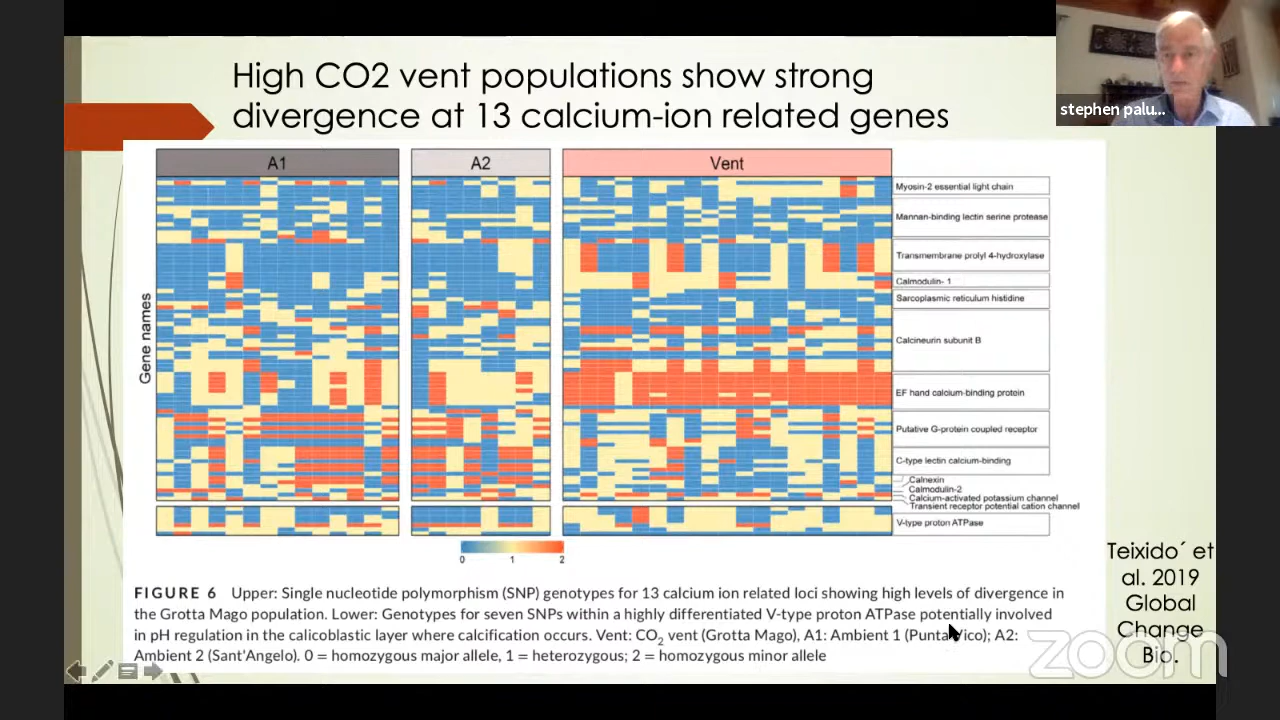 High CO2 vent populations show strong
divergence at 13 calcium-ion related genes
stephen palu...
A1
A2
Vent
Gene names
Myosin-2 essential light chain
Mannan-binding lectin serine protease
Transmembrane prolyl 4-hydroxylase
Calmodulin- 1
Sarcoplasmic reticulum histidine
Calcineurin subunit B
EF hand calcium-binding protein
Putative G-protein coupled receptor
C-type lectin calcium-binding
Calnexin
Calmodulin-2
Calcium-activated potassium channel
Transient receptor potential cation channel
V-type proton ATPase
0
1
2
FIGURE 6 Upper: Single nucleotide polymorphism (SNP) genotypes for 13 calcium ion related loci showing high levels of divergence in
the Grotta Mago population. Lower: Genotypes for seven SNPs within a highly differentiated V-type proton ATPase potentially involved
in pH regulation in the calicoblastic layer where calcification occurs. Vent: CO2 vent (Grotta Mago), A1: Ambient 1 (Punta Vico); A2:
Ambient 2 (Sant'Angelo). 0 = homozygous major allele, 1 = heterozygous; 2 = homozygous minor allele
Teixido´ et
al. 2019
Global
Change
Bio.
zoom